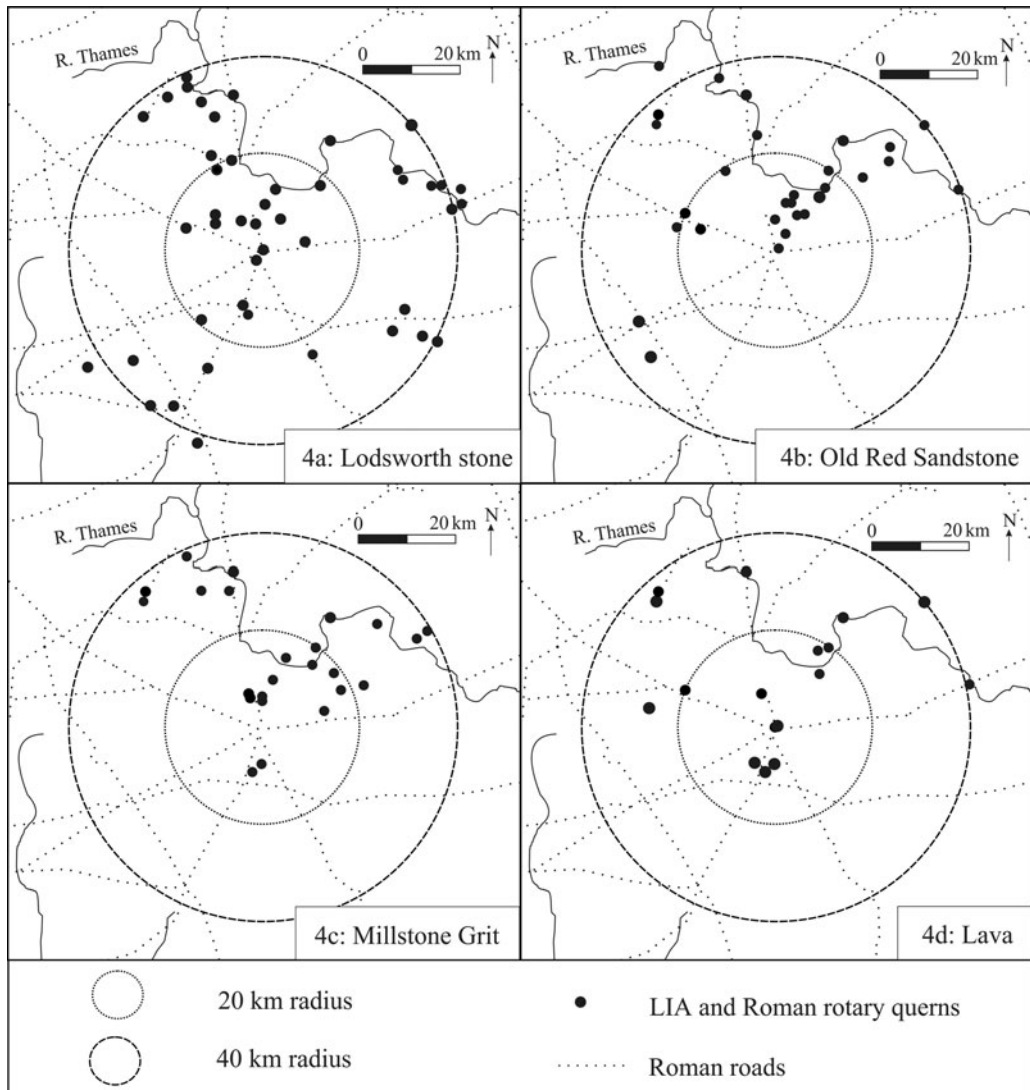 R. Thames
0 20 km
N
4a: Lodsworth stone
R. Thames
0 20 km
N
4b: Old Red Sandstone
R. Thames
0 20 km
N
4c: Millstone Grit
R. Thames
0 20 km
N
4d: Lava
20 km radius
LIA and Roman rotary querns
40 km radius
Roman roads